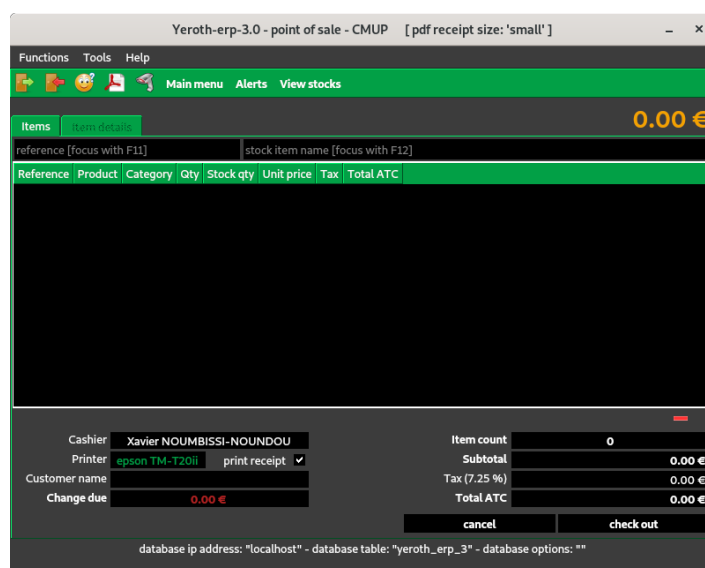 Yeroth-erp-3.0 - point of sale - CMUP [ pdf receipt size: 'small' ]
Functions Tools Help
Main menu Alerts View stocks
0.00 €
Items Item details
reference [focus with F11] stock item name [focus with F12]
Reference Product Category Qty Stock qty Unit price Tax Total ATC
Cashier Xavier NOUMBISSI-NOUNDOU Item count 0
Printer epson TM-T20ii print receipt Subtotal 0.00 €
Customer name Tax (7.25 %) 0.00 €
Change due 0.00 € Total ATC 0.00 €
cancel check out
database ip address: "localhost" - database table: "yeroth_erp_3" - database options: ""